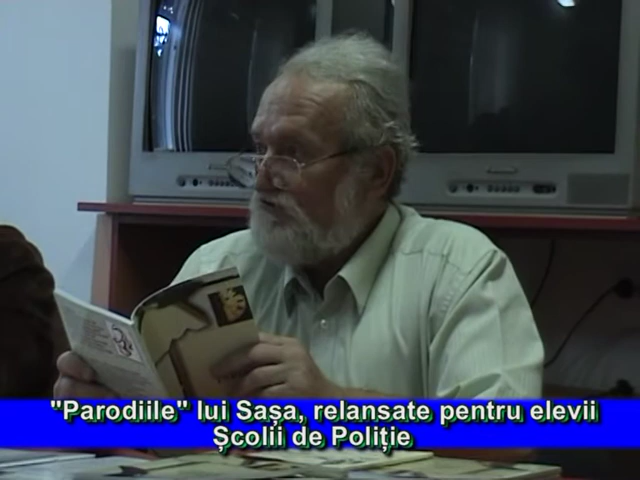 "Parodiile" lui Sașa, relansate pentru elevii
Școlii de Poliție